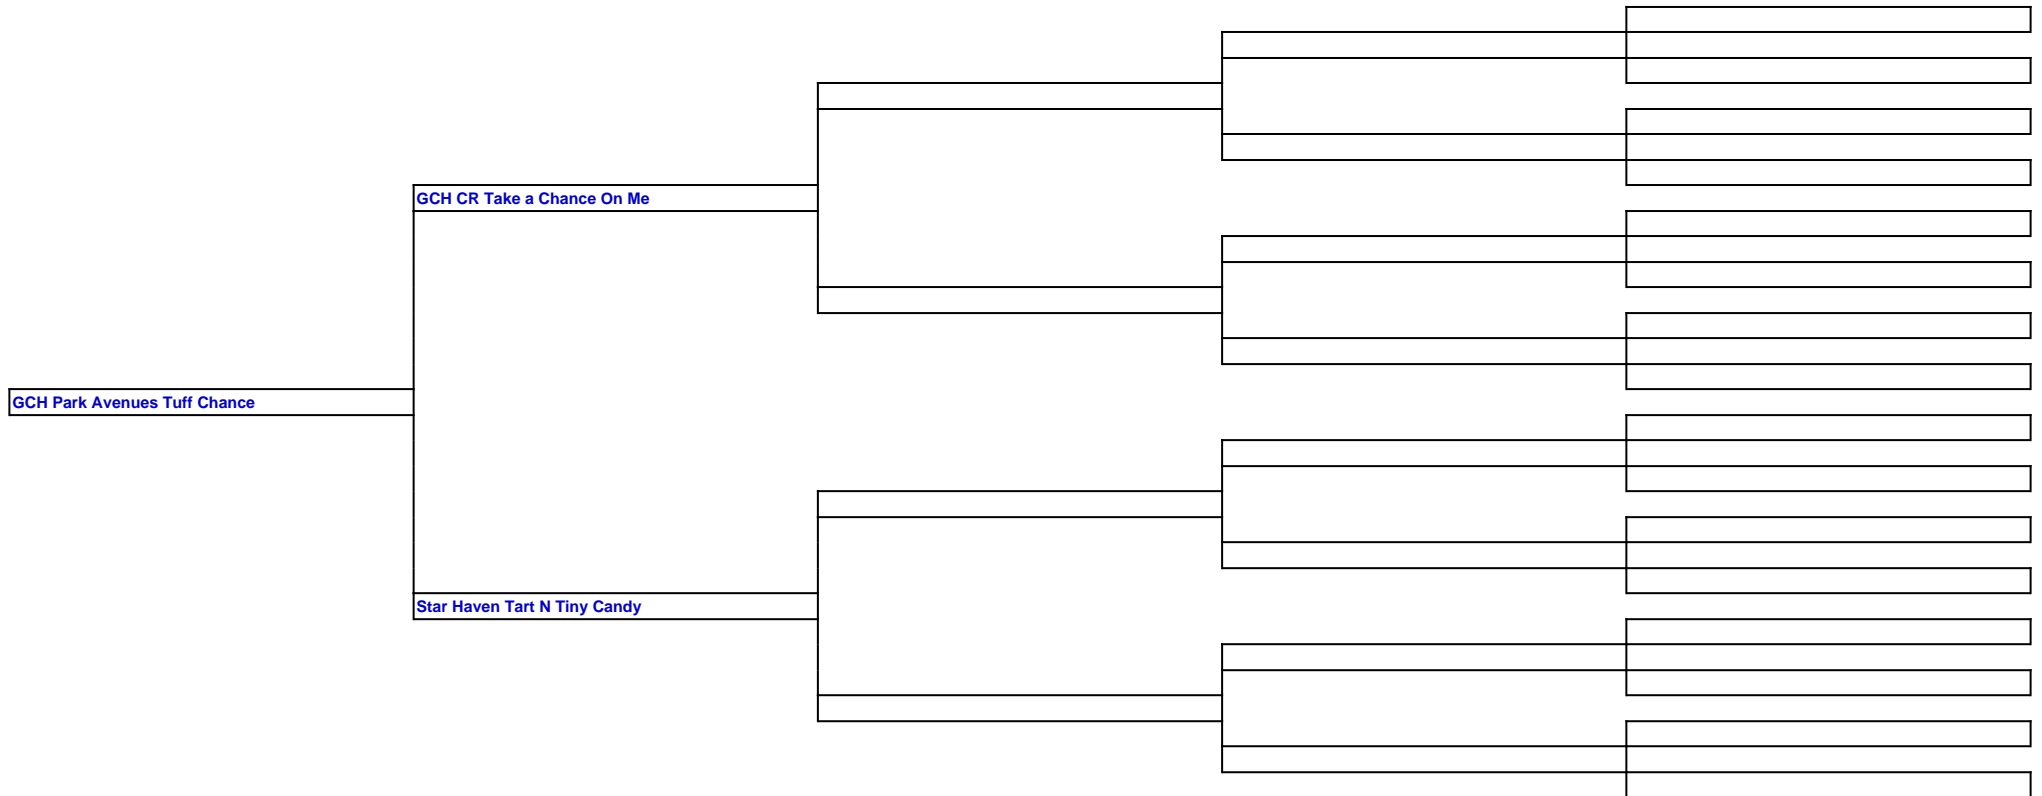 GCH CR Take a Chance On Me
GCH Park Avenues Tuff Chance
Star Haven Tart N Tiny Candy